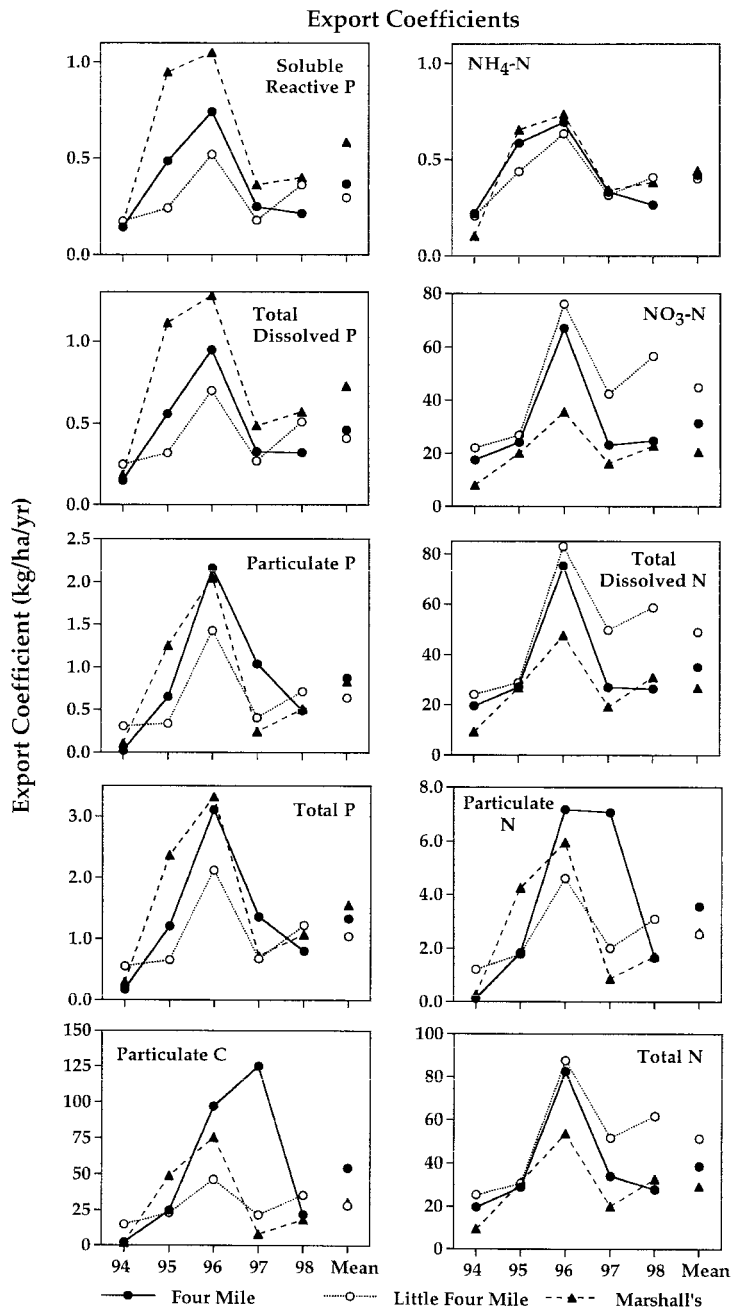 Export Coefficients
Export Coefficient (kg/ha/yr)
Soluble
Reactive P
1.0
0.5
0.0
NH4-N
1.0
0.5
0.0
Total
Dissolved P
1.0
0.5
0.0
NO3-N
80
60
40
20
0
Particulate P
2.5
2.0
1.5
1.0
0.5
0.0
Total
Dissolved N
80
60
40
20
0
Total P
3.0
2.0
1.0
0.0
Particulate
N
8.0
6.0
4.0
2.0
0.0
Particulate C
150
125
100
75
50
25
0
94 95 96 97 98 Mean
Total N
100
80
60
40
20
0
94 95 96 97 98 Mean
Four Mile Little Four Mile Marshall's